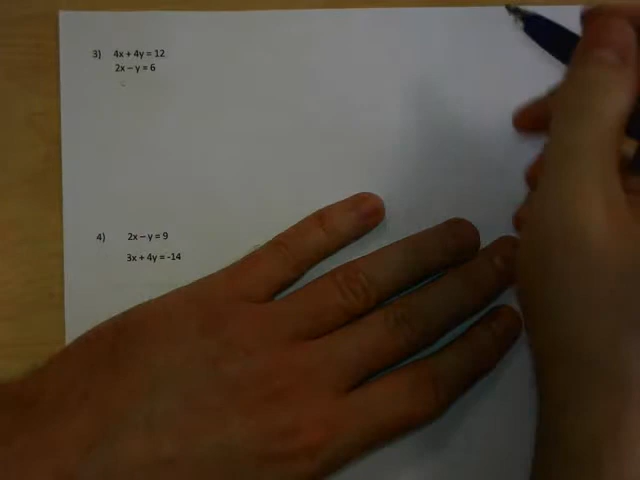 3) 4x + 4y = 12
2x – y = 6
4) 2x – y = 9
3x + 4y = -14